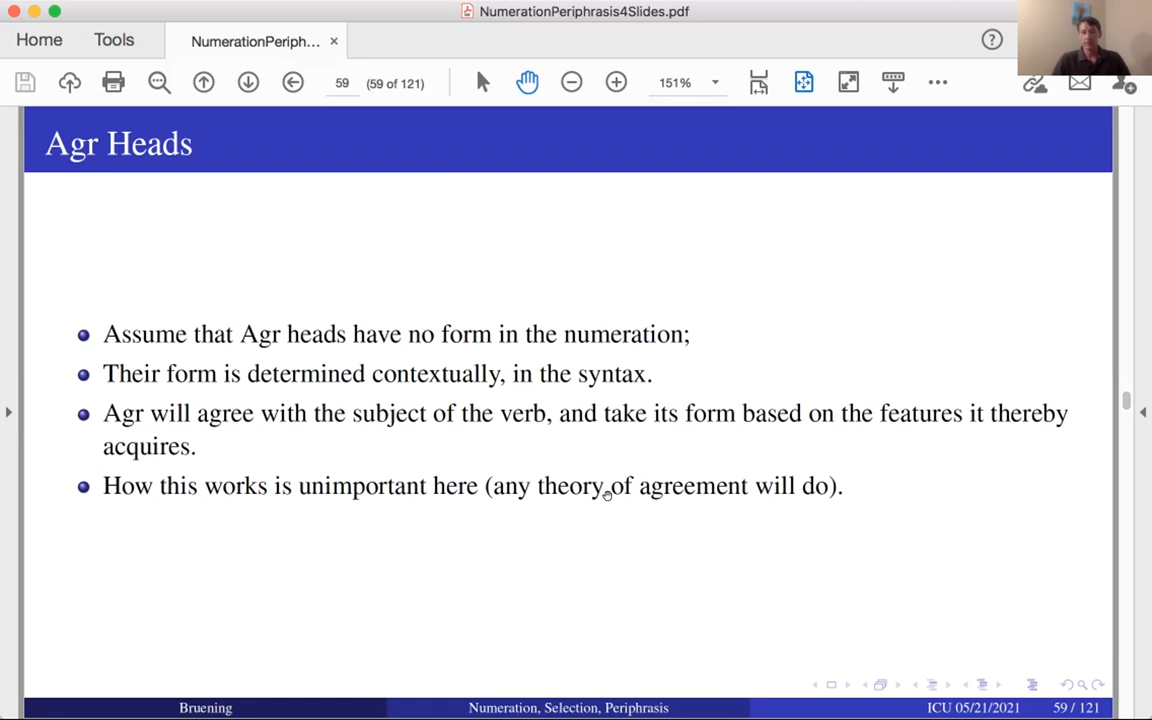 NumerationPeriphrasis4Slides.pdf
Home Tools NumerationPeriph... ×
59 (59 of 121) 151%
Agr Heads
Assume that Agr heads have no form in the numeration;
Their form is determined contextually, in the syntax.
Agr will agree with the subject of the verb, and take its form based on the features it thereby
acquires.
How this works is unimportant here (any theory of agreement will do).
Bruening Numeration, Selection, Periphrasis ICU 05/21/2021 59 / 121